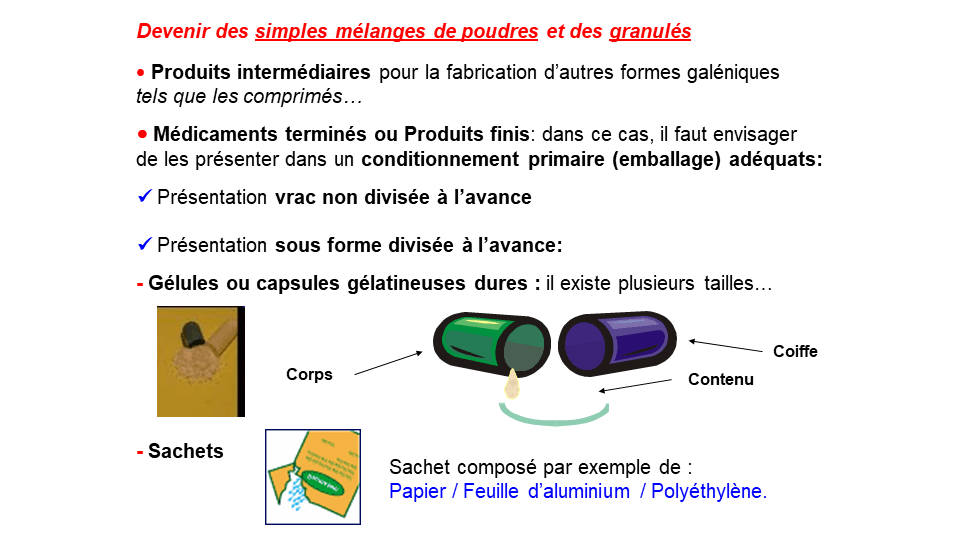 Devenir des simples mélanges de poudres et des granulés
• Produits intermédiaires pour la fabrication d’autres formes galéniques
tels que les comprimés…
• Médicaments terminés ou Produits finis: dans ce cas, il faut envisager
de les présenter dans un conditionnement primaire (emballage) adéquats:
✓ Présentation vrac non divisée à l’avance
✓ Présentation sous forme divisée à l’avance:
- Gélules ou capsules gélatineuses dures : il existe plusieurs tailles…
Coiffe
Corps
Contenu
- Sachets
Sachet composé par exemple de :
Papier / Feuille d’aluminium / Polyéthylène.